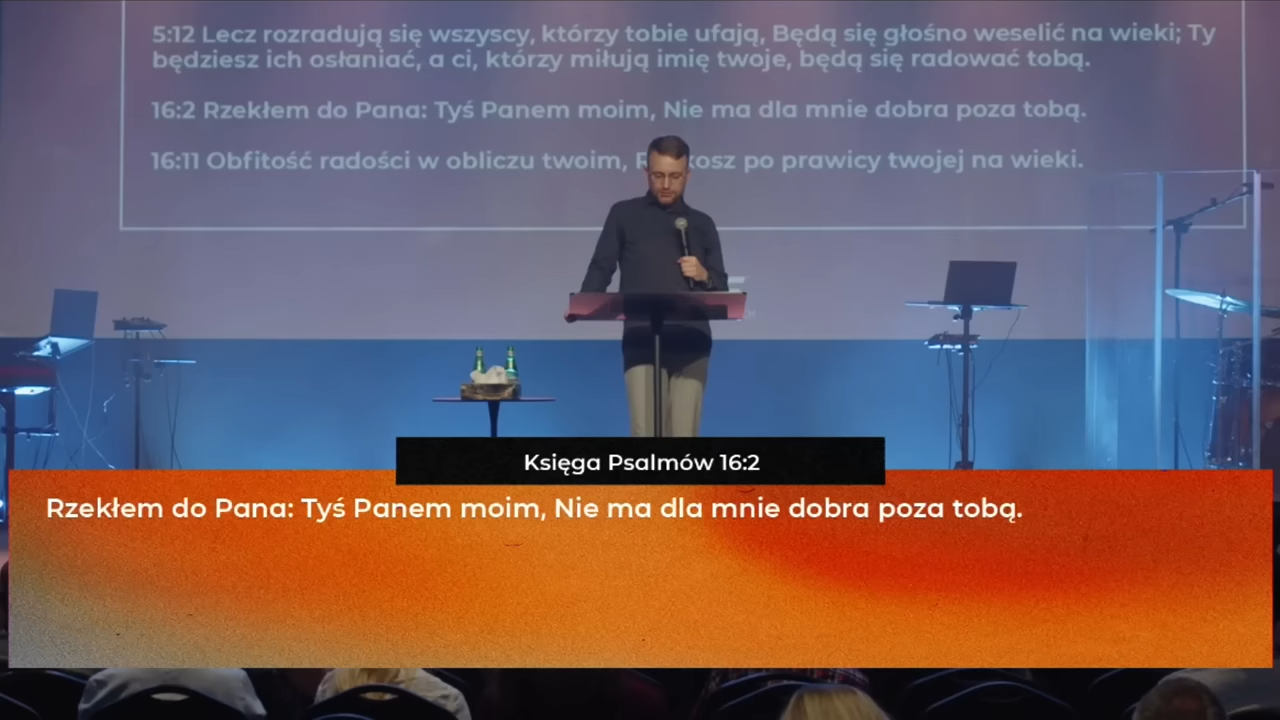 5:12 Lecz rozradują się wszyscy, którzy tobie ufają, Będą się głośno weselić na wieki; Ty
będziesz ich osłaniać, a ci, którzy miłują imię twoje, będą się radować tobą.
16:2 Rzekłem do Pana: Tyś Panem moim, Nie ma dla mnie dobra poza tobą.
16:11 Obfitość radości w obliczu twoim, po prawicy twojej na wieki.
Księga Psalmów 16:2
Rzekłem do Pana: Tyś Panem moim, Nie ma dla mnie dobra poza tobą.